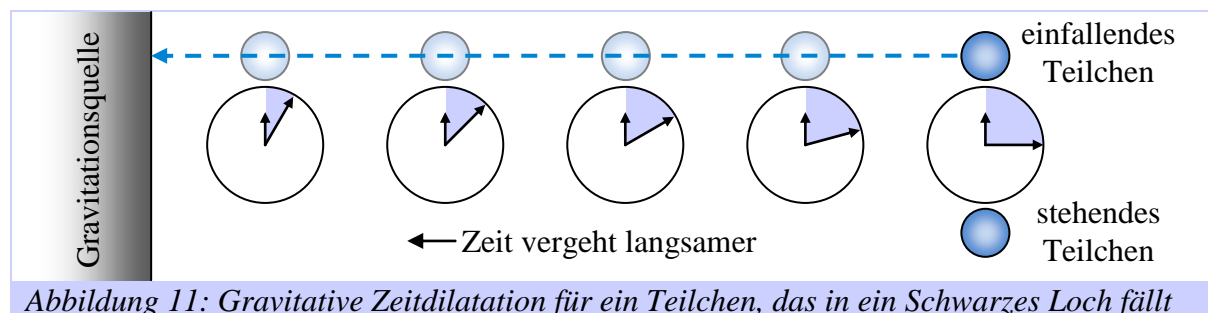 Gravitationsquelle
einfallendes
Teilchen
stehendes
Teilchen
Zeit vergeht langsamer
Abbildung 11: Gravitative Zeitdilatation für ein Teilchen, das in ein Schwarzes Loch fällt